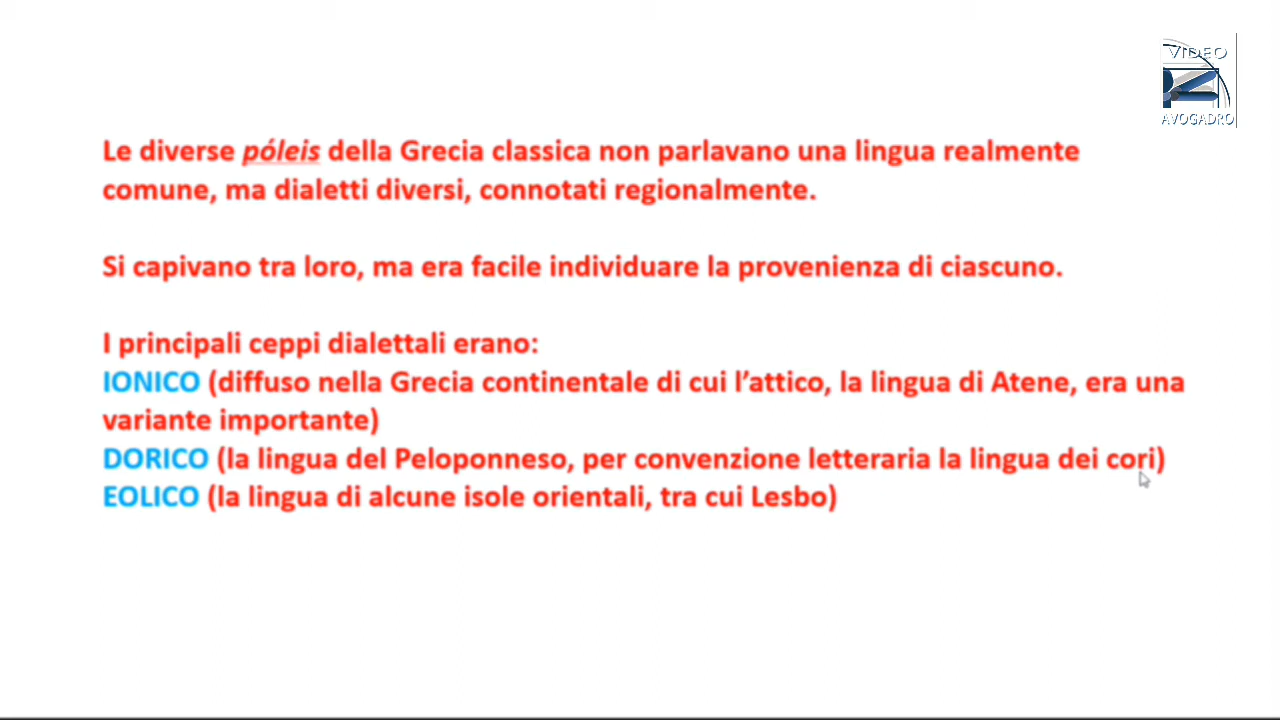 VIDEO
AVOGADRO
Le diverse póleis della Grecia classica non parlavano una lingua realmente
comune, ma dialetti diversi, connotati regionalmente.
Si capivano tra loro, ma era facile individuare la provenienza di ciascuno.
I principali ceppi dialettali erano:
IONICO (diffuso nella Grecia continentale di cui l'attico, la lingua di Atene, era una
variante importante)
DORICO (la lingua del Peloponneso, per convenzione letteraria la lingua dei cori)
EOLICO (la lingua di alcune isole orientali, tra cui Lesbo)